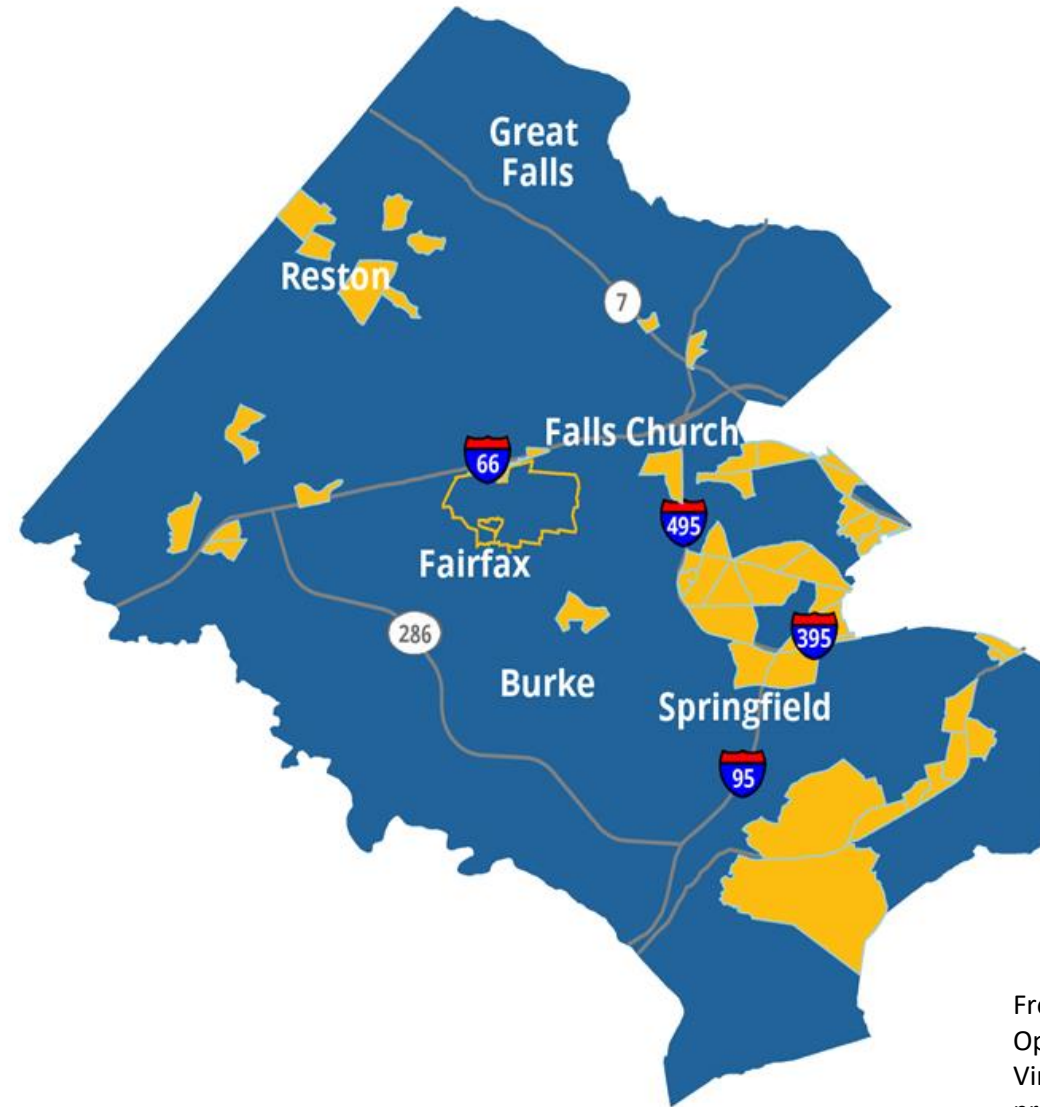 Great
Falls
Reston
7
Falls Church
66
495
Fairfax
286
395
Burke
Springfield
95